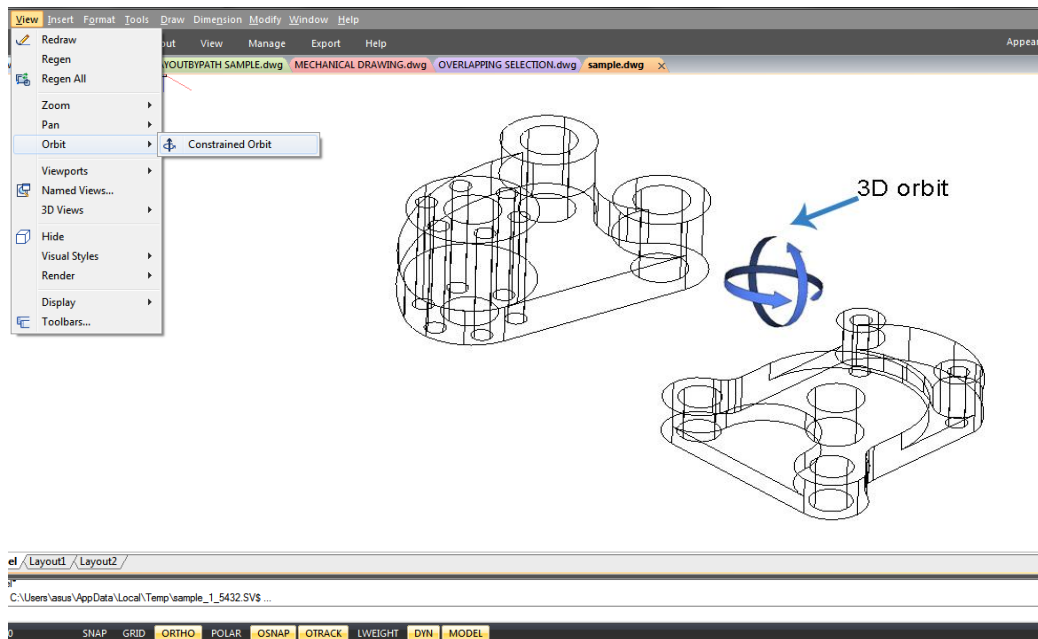 View Insert Format Tools Draw Dimension Modify Window Help
View Manage Export Help
Appear
Redraw
Regen
Regen All
Zoom
Pan
Orbit
Viewports
Named Views...
3D Views
Hide
Visual Styles
Render
Display
Toolbars...
Constrained Orbit
YOUTBYPATH SAMPLE.dwg MECHANICAL DRAWING.dwg OVERLAPPING SELECTION.dwg sample.dwg
3D orbit
el Layout1 Layout2
C:\Users\asus\AppData\Local\Temp\sample_1_5432.SV$ ...
SNAP GRID ORTHO POLAR OSNAP OTRACK LWEIGHT DYN MODEL